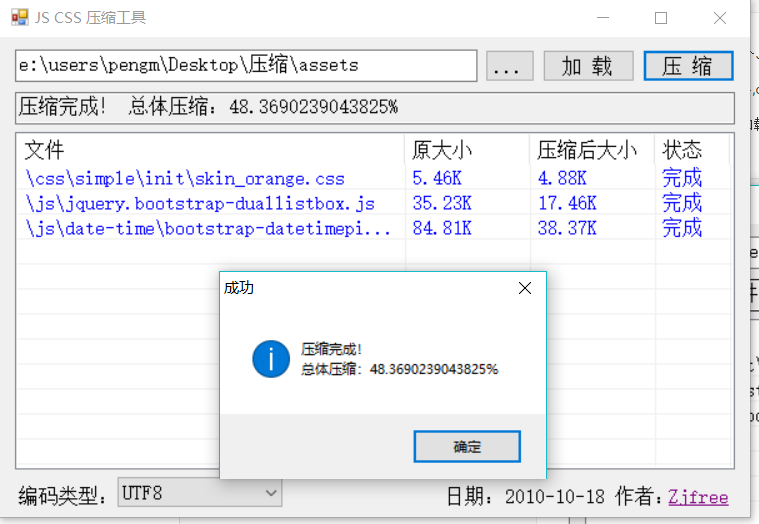 JS CSS 压缩工具
e:\users\pengm\Desktop\压缩\assets ... 加 载 压 缩
压缩完成! 总体压缩: 48.3690239043825%
文件 原大小 压缩后大小 状态
\css\simple\init\skin_orange.css 5.46K 4.88K 完成
\js\jquery.bootstrap-duallistbox.js 35.23K 17.46K 完成
\js\date-time\bootstrap-datetimepi... 84.81K 38.37K 完成
成功
压缩完成!
总体压缩: 48.3690239043825%
确定
编码类型: UTF8 日期: 2010-10-18 作者: Zjfree